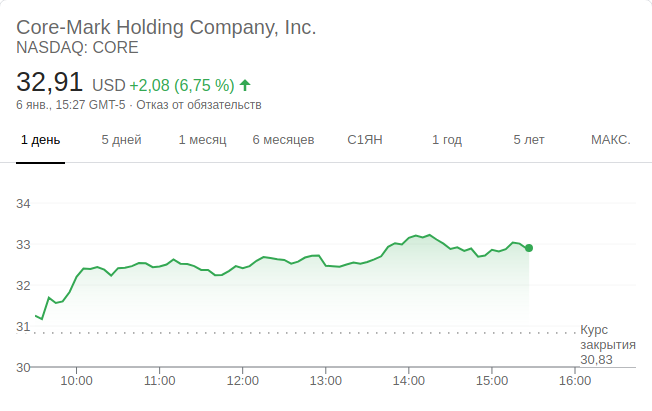 Core-Mark Holding Company, Inc.
NASDAQ: CORE
32,91 USD +2,08 (6,75 %)
6 янв., 15:27 GMT-5 · Отказ от обязательств
1 день 5 дней 1 месяц 6 месяцев С1ЯН 1 год 5 лет МАКС.
34
33
32
31
Курс
закрытия
30,83
30
10:00 11:00 12:00 13:00 14:00 15:00 16:00